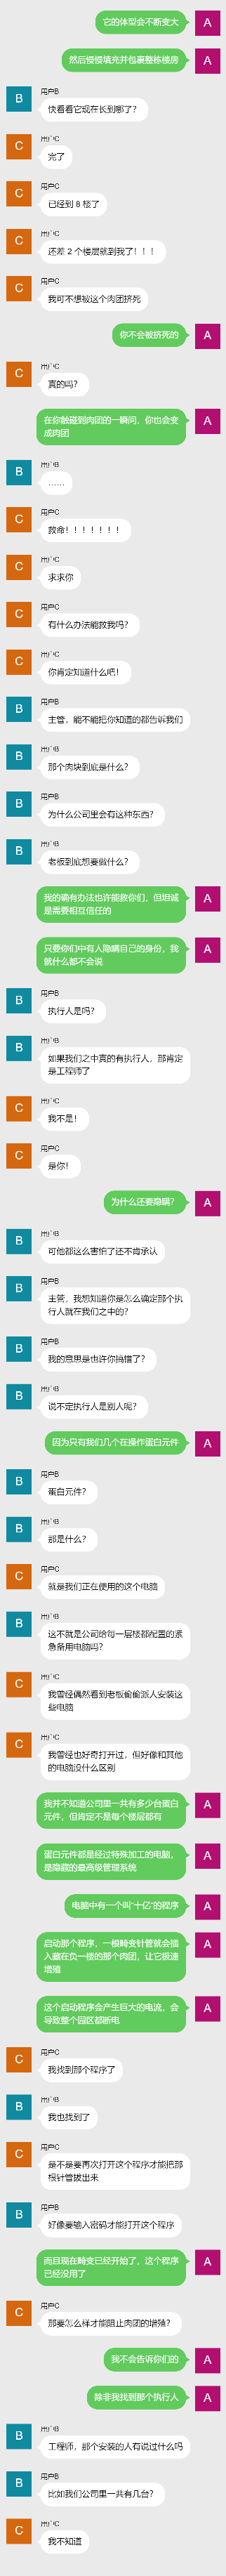 它的体型会不断变大
A
然后慢慢填充并包裹整栋楼房
A
用户B
B
快看看它现在长到哪了？
用户C
C
完了
用户C
C
已经到 8 楼了
用户C
C
还差 2 个楼层就到我了！！！
用户C
C
我可不想被这个肉团挤死
你不会被挤死的
A
用户C
C
真的吗？
在你触碰到肉团的一瞬间，你也会变
成肉团
A
用户B
B
……
用户C
C
救命！！！！！！！
用户C
C
求求你
用户C
C
有什么办法能救我吗？
用户C
C
你肯定知道什么吧！
用户B
B
主管，能不能把你知道的都告诉我们
用户B
B
那个肉块到底是什么？
用户B
B
为什么公司里会有这种东西？
用户B
B
老板到底想要做什么？
我的确有办法也许能救你们，但坦诚
是需要相互信任的
A
只要你们中有人隐瞒自己的身份，我
就什么都不会说
A
用户B
B
执行人是吗？
用户B
B
如果我们之中真的有执行人，那肯定
是工程师了
用户C
C
我不是！
用户C
C
是你！
为什么还要隐瞒？
A
用户B
B
可他都这么害怕了还不肯承认
用户B
B
主管，我想知道你是怎么确定那个执
行人就在我们之中的？
用户B
B
我的意思是也许你搞错了？
用户B
B
说不定执行人是别人呢？
因为只有我们几个在操作蛋白元件
A
用户B
B
蛋白元件？
用户B
B
那是什么？
用户C
C
就是我们正在使用的这个电脑
用户B
B
这不就是公司给每一层楼都配置的紧
急备用电脑吗？
用户C
C
我曾经偶然看到老板偷偷派人安装这
些电脑
用户C
C
我曾经也好奇打开过，但好像和其他
的电脑没什么区别
我并不知道公司里一共有多少台蛋白
元件，但肯定不是每个楼层都有
A
蛋白元件都是经过特殊加工的电脑，
是隐藏的最高级管理系统
A
电脑中有一个叫“十亿”的程序
A
启动那个程序，一根畸变针管就会插
入藏在负一楼的那个肉团，让它极速
增殖
A
这个启动程序会产生巨大的电流，会
导致整个园区都断电
A
用户C
C
我找到那个程序了
用户B
B
我也找到了
用户C
C
是不是要再次打开这个程序才能把那
根针管拔出来
用户B
B
好像要输入密码才能打开这个程序
而且现在畸变已经开始了，这个程序
已经没用了
A
用户C
C
那要怎么样才能阻止肉团的增殖？
我不会告诉你们的
A
除非我找到那个执行人
A
用户B
B
工程师，那个安装的人有说过什么吗
用户B
B
比如我们公司里一共有几台？
用户C
C
我不知道